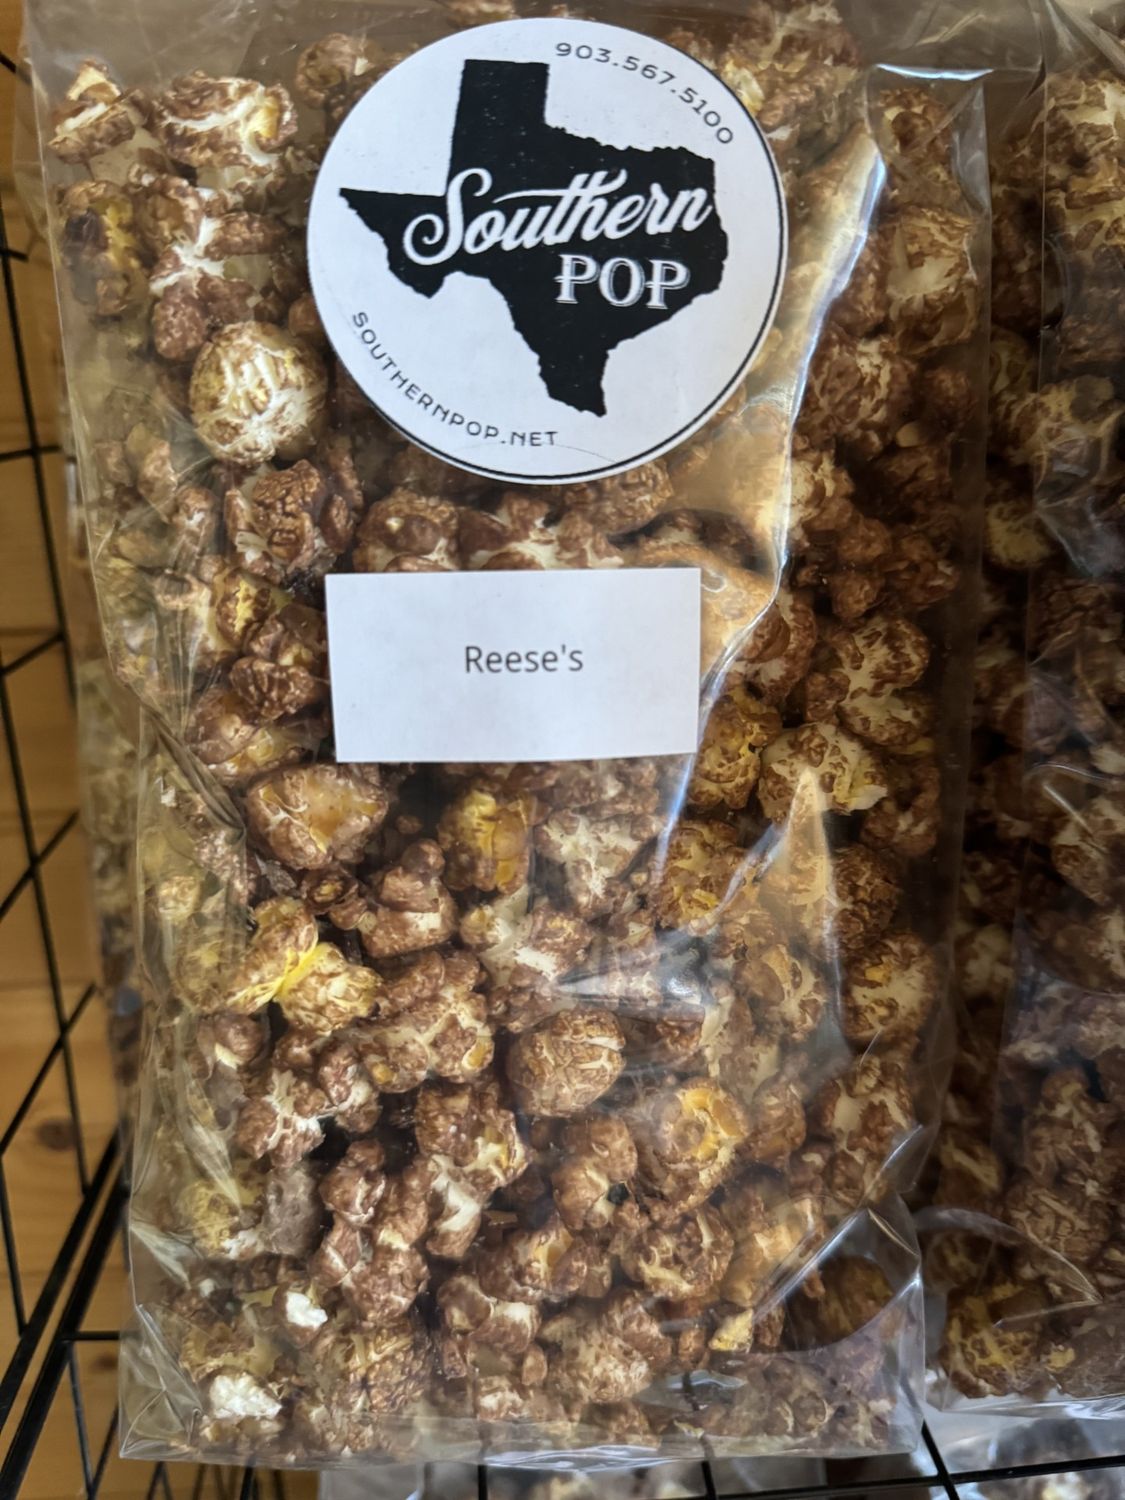 903.567.5100
Southern
POP
SOUTHERNPOP.NET
Reese's